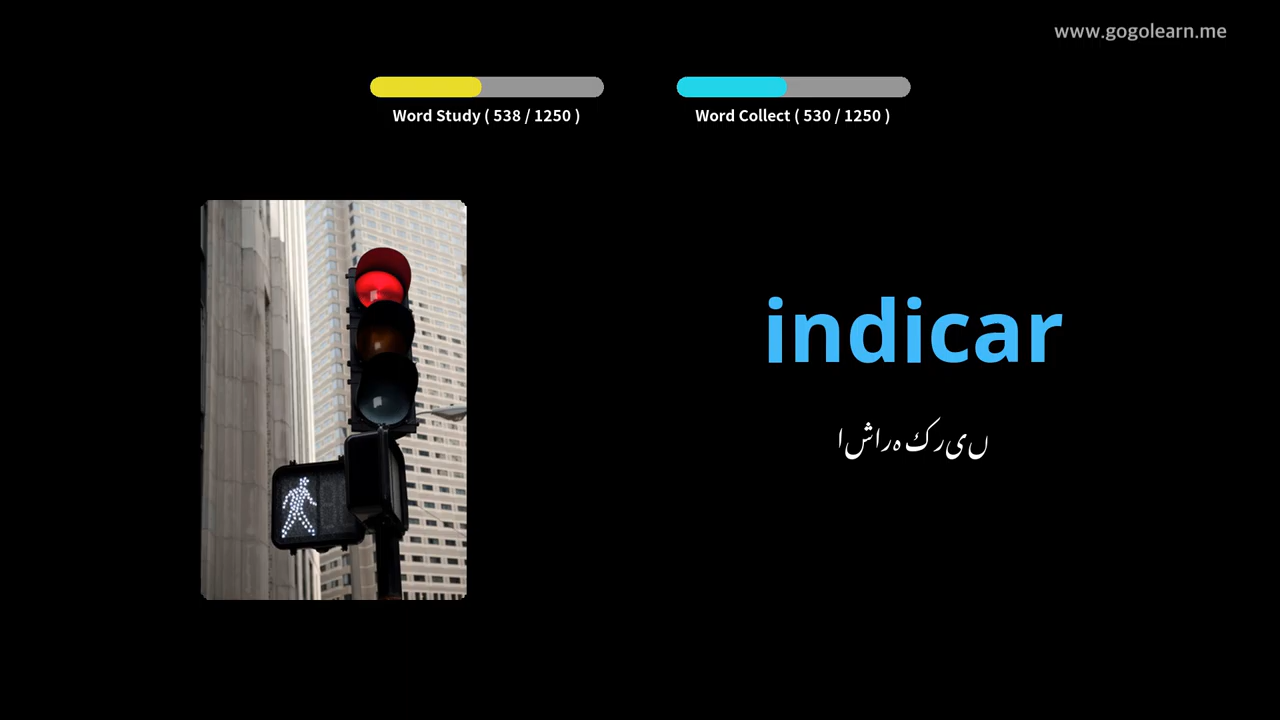 www.gogolearn.me
Word Study ( 538 / 1250 )
Word Collect ( 530 / 1250 )
indicar
اشارہ کریں